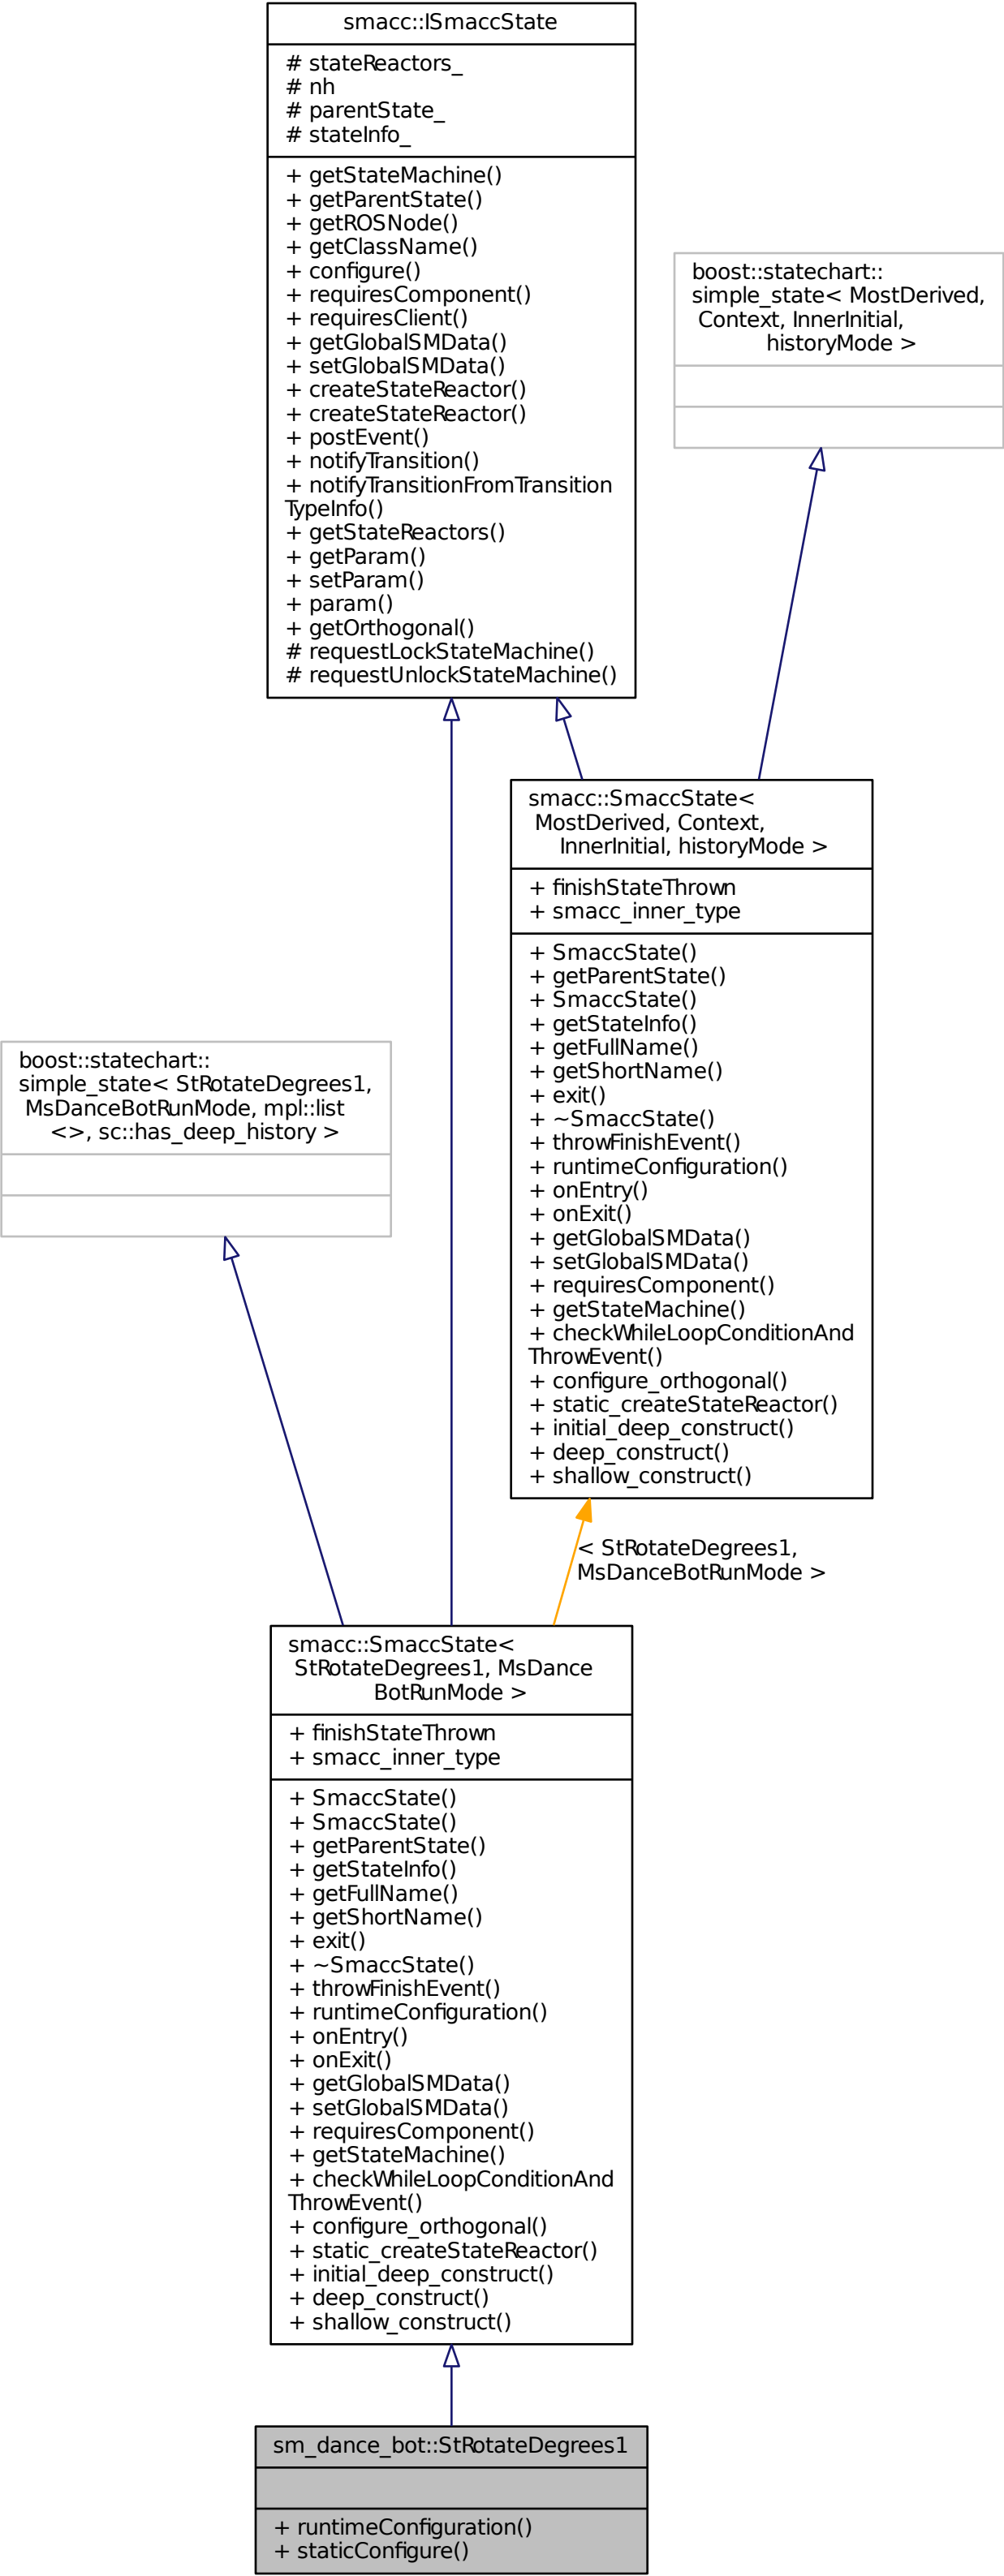 smacc::ISmaccState
# stateReactors_
# nh
# parentState_
# stateInfo_
+ getStateMachine()
+ getParentState()
+ getROSNode()
+ getClassName()
+ configure()
+ requiresComponent()
+ requiresClient()
+ getGlobalSMData()
+ setGlobalSMData()
+ createStateReactor()
+ createStateReactor()
+ postEvent()
+ notifyTransition()
+ notifyTransitionFromTransition
TypeInfo()
+ getStateReactors()
+ getParam()
+ setParam()
+ param()
+ getOrthogonal()
# requestLockStateMachine()
# requestUnlockStateMachine()
boost::statechart::
simple_state< MostDerived,
Context, InnerInitial,
historyMode >
smacc::SmaccState<
MostDerived, Context,
InnerInitial, historyMode >
+ finishStateThrown
+ smacc_inner_type
+ SmaccState()
+ getParentState()
+ SmaccState()
+ getStateInfo()
+ getFullName()
+ getShortName()
+ exit()
+ ~SmaccState()
+ throwFinishEvent()
+ runtimeConfiguration()
+ onEntry()
+ onExit()
+ getGlobalSMData()
+ setGlobalSMData()
+ requiresComponent()
+ getStateMachine()
+ checkWhileLoopConditionAnd
ThrowEvent()
+ configure_orthogonal()
+ static_createStateReactor()
+ initial_deep_construct()
+ deep_construct()
+ shallow_construct()
boost::statechart::
simple_state< StRotateDegrees1,
MsDanceBotRunMode, mpl::list
<>, sc::has_deep_history >
< StRotateDegrees1,
MsDanceBotRunMode >
smacc::SmaccState<
StRotateDegrees1, MsDance
BotRunMode >
+ finishStateThrown
+ smacc_inner_type
+ SmaccState()
+ SmaccState()
+ getParentState()
+ getStateInfo()
+ getFullName()
+ getShortName()
+ exit()
+ ~SmaccState()
+ throwFinishEvent()
+ runtimeConfiguration()
+ onEntry()
+ onExit()
+ getGlobalSMData()
+ setGlobalSMData()
+ requiresComponent()
+ getStateMachine()
+ checkWhileLoopConditionAnd
ThrowEvent()
+ configure_orthogonal()
+ static_createStateReactor()
+ initial_deep_construct()
+ deep_construct()
+ shallow_construct()
sm_dance_bot::StRotateDegrees1
+ runtimeConfiguration()
+ staticConfigure()